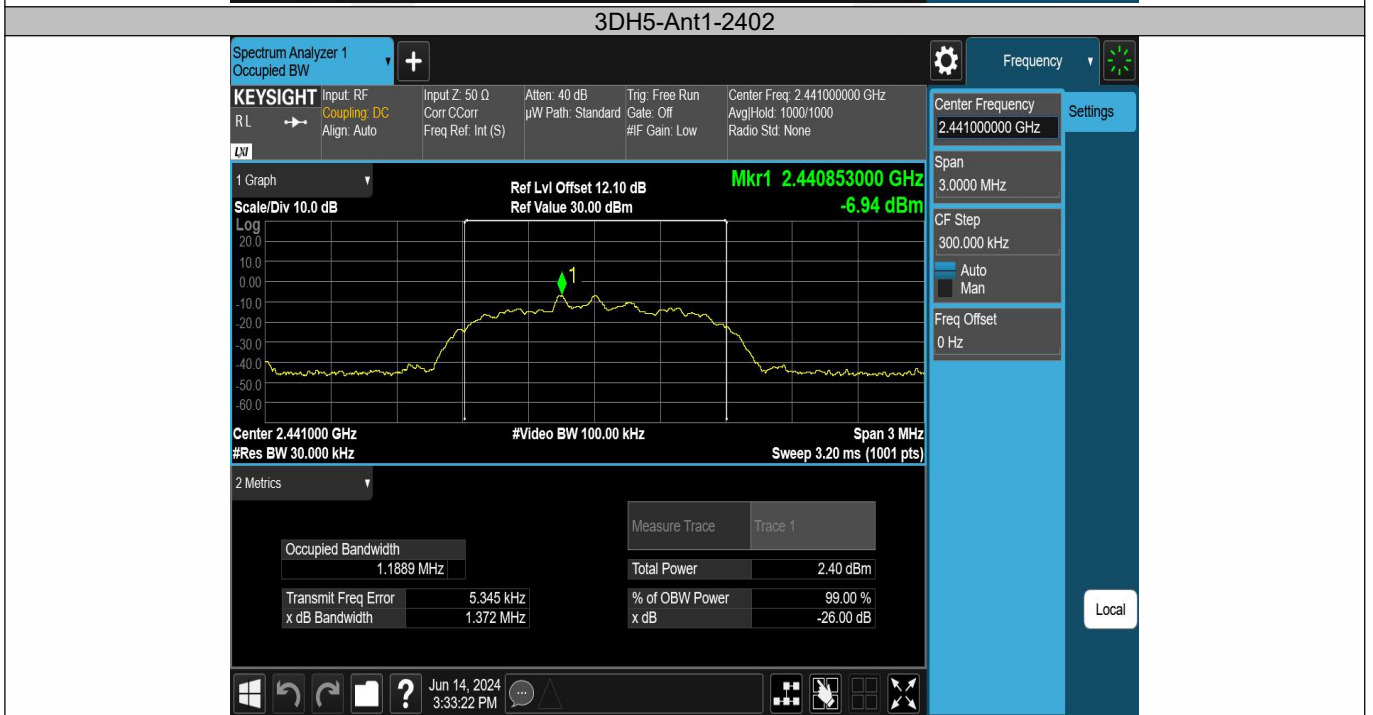 3DH5-Ant1-2402
Spectrum Analyzer 1
Occupied BW
Frequency
KEYSIGHT
RL
LXI
Input: RF
Coupling: DC
Align: Auto
Input Z: 50 Ω
Corr CCorr
Freq Ref: Int (S)
Atten: 40 dB
µW Path: Standard
Trig: Free Run
Gate: Off
#IF Gain: Low
Center Freq: 2.441000000 GHz
Avg|Hold: 1000/1000
Radio Std: None
Center Frequency
2.441000000 GHz
Settings
Span
3.0000 MHz
CF Step
300.000 kHz
Auto
Man
Freq Offset
0 Hz
1 Graph
Scale/Div 10.0 dB
Ref Lvl Offset 12.10 dB
Ref Value 30.00 dBm
Mkr1 2.440853000 GHz
-6.94 dBm
Log
20.0
10.0
0.00
-10.0
-20.0
-30.0
-40.0
-50.0
-60.0
1
Center 2.441000 GHz
#Res BW 30.000 kHz
#Video BW 100.00 kHz
Span 3 MHz
Sweep 3.20 ms (1001 pts)
2 Metrics
Measure Trace Trace 1
Occupied Bandwidth
1.1889 MHz
Total Power 2.40 dBm
Transmit Freq Error 5.345 kHz
% of OBW Power 99.00 %
x dB Bandwidth 1.372 MHz
x dB -26.00 dB
Local
Jun 14, 2024
3:33:22 PM